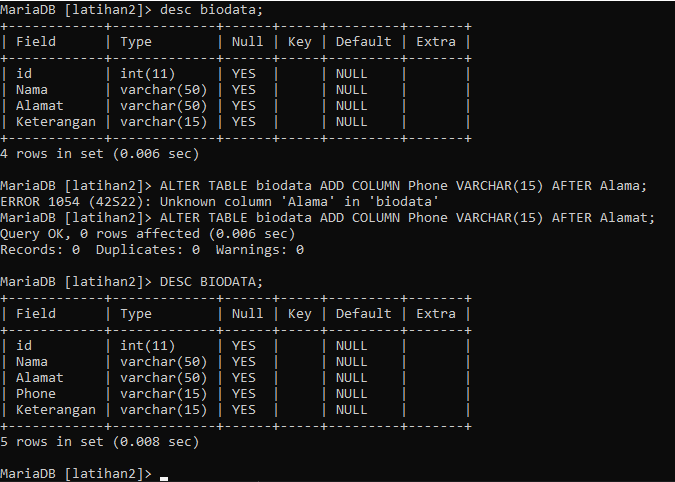 MariaDB [latihan2]> desc biodata;
+------------+-------------+------+-----+---------+-------+
| Field      | Type        | Null | Key | Default | Extra |
+------------+-------------+------+-----+---------+-------+
| id         | int(11)     | YES  |     | NULL    |       |
| Nama       | varchar(50) | YES  |     | NULL    |       |
| Alamat     | varchar(50) | YES  |     | NULL    |       |
| Keterangan | varchar(15) | YES  |     | NULL    |       |
+------------+-------------+------+-----+---------+-------+
4 rows in set (0.006 sec)
MariaDB [latihan2]> ALTER TABLE biodata ADD COLUMN Phone VARCHAR(15) AFTER Alama;
ERROR 1054 (42S22): Unknown column 'Alama' in 'biodata'
MariaDB [latihan2]> ALTER TABLE biodata ADD COLUMN Phone VARCHAR(15) AFTER Alamat;
Query OK, 0 rows affected (0.006 sec)
Records: 0  Duplicates: 0  Warnings: 0
MariaDB [latihan2]> DESC BIODATA;
+------------+-------------+------+-----+---------+-------+
| Field      | Type        | Null | Key | Default | Extra |
+------------+-------------+------+-----+---------+-------+
| id         | int(11)     | YES  |     | NULL    |       |
| Nama       | varchar(50) | YES  |     | NULL    |       |
| Alamat     | varchar(50) | YES  |     | NULL    |       |
| Phone      | varchar(15) | YES  |     | NULL    |       |
| Keterangan | varchar(15) | YES  |     | NULL    |       |
+------------+-------------+------+-----+---------+-------+
5 rows in set (0.008 sec)
MariaDB [latihan2]> _